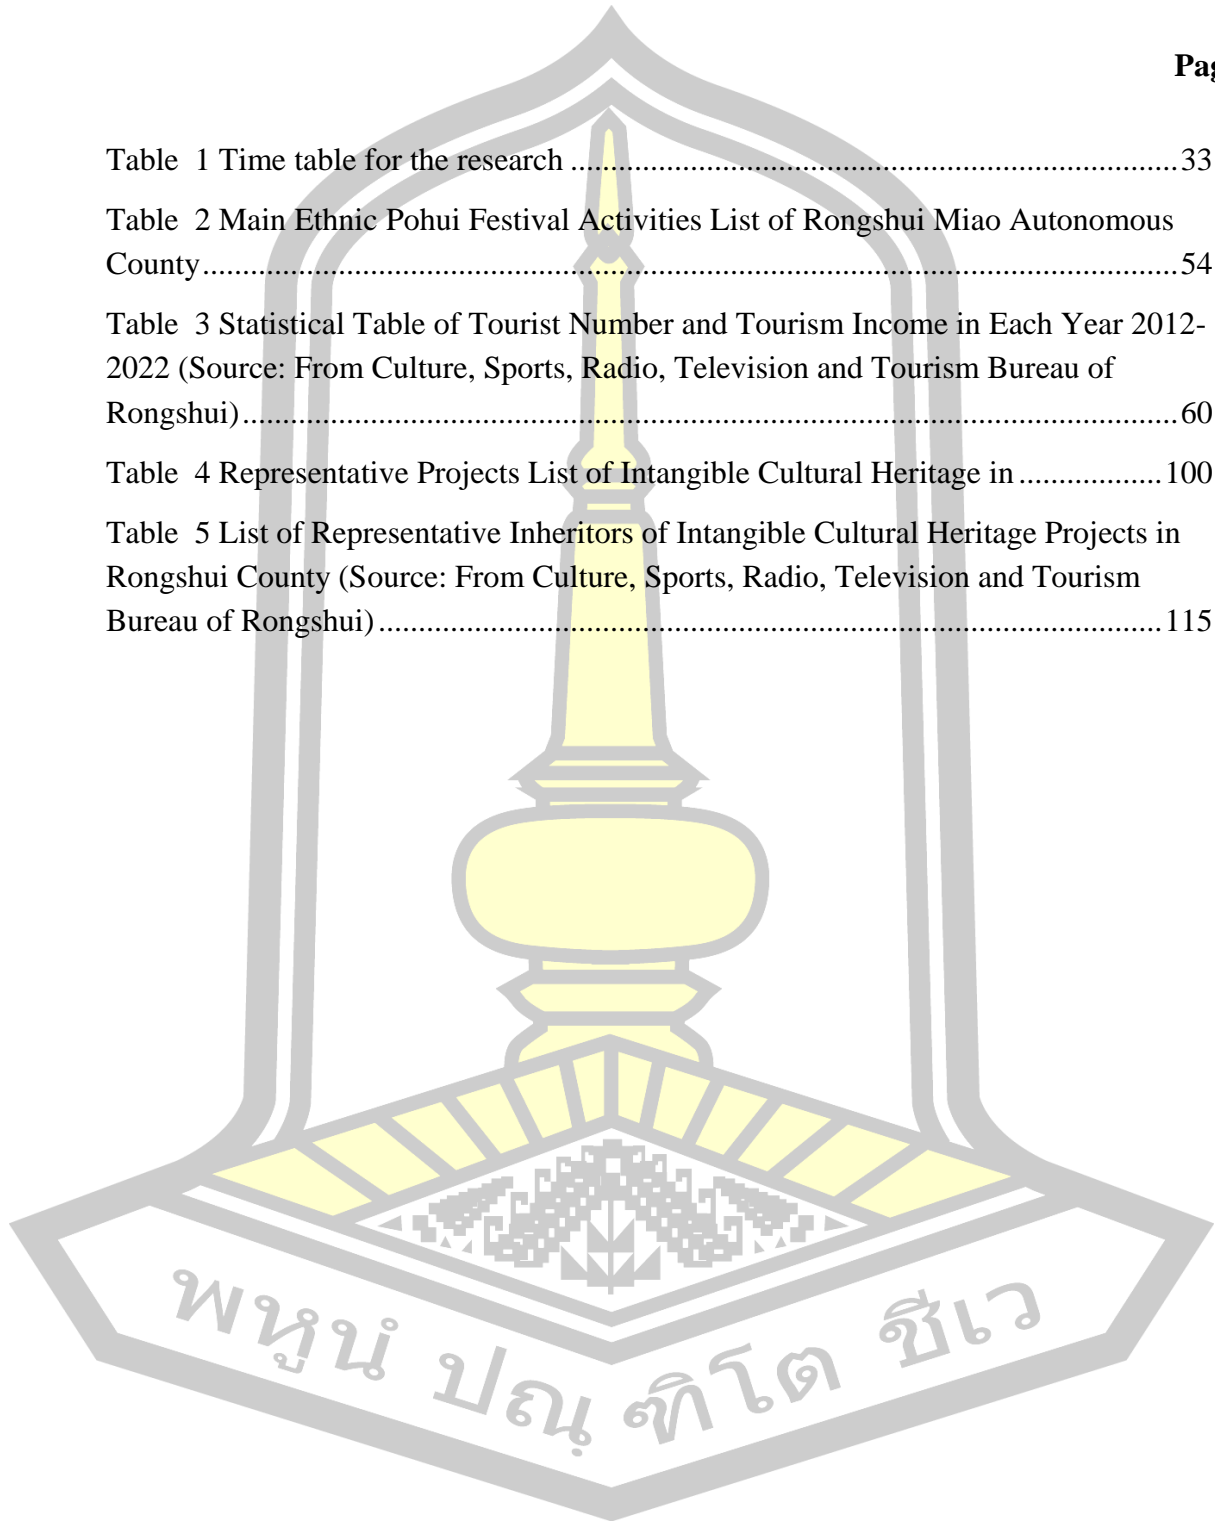 Pag
Table 1 Time table for the research ............................................................................33
Table 2 Main Ethnic Pohui Festival Activities List of Rongshui Miao Autonomous
County..........................................................................................................................54
Table 3 Statistical Table of Tourist Number and Tourism Income in Each Year 2012-
2022 (Source: From Culture, Sports, Radio, Television and Tourism Bureau of
Rongshui).....................................................................................................................60
Table 4 Representative Projects List of Intangible Cultural Heritage in ..................100
Table 5 List of Representative Inheritors of Intangible Cultural Heritage Projects in
Rongshui County (Source: From Culture, Sports, Radio, Television and Tourism
Bureau of Rongshui)..................................................................................................115
พหูนํ ปณฺฑิโต ชีเว